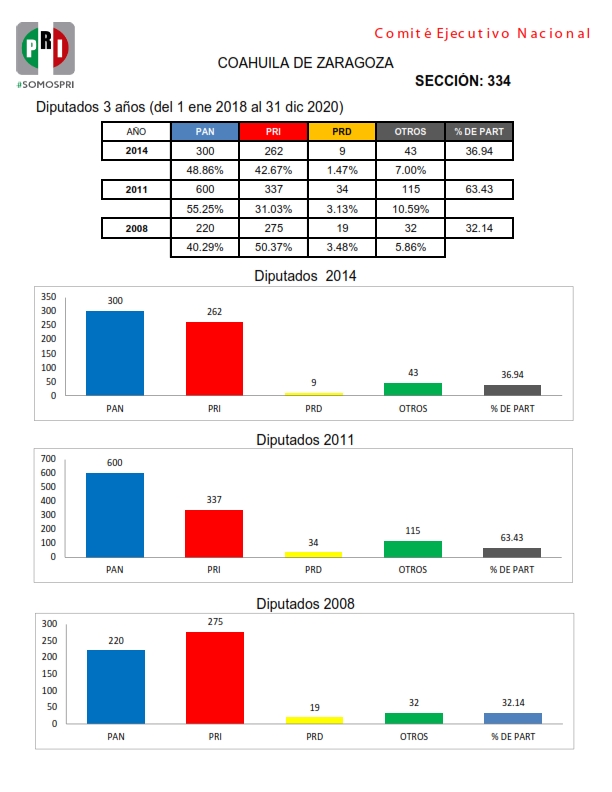 Comité Ejecutivo Nacional
PRI
#SOMOSPRI
COAHUILA DE ZARAGOZA
SECCIÓN: 334
Diputados 3 años (del 1 ene 2018 al 31 dic 2020)
AÑO PAN PRI PRD OTROS % DE PART
2014 300 262 9 43 36.94
48.86% 42.67% 1.47% 7.00%
2011 600 337 34 115 63.43
55.25% 31.03% 3.13% 10.59%
2008 220 275 19 32 32.14
40.29% 50.37% 3.48% 5.86%
Diputados 2014
350
300
250
200
150
100
50
0
300 262 9 43 36.94
PAN PRI PRD OTROS % DE PART
Diputados 2011
700
600
500
400
300
200
100
0
600 337 34 115 63.43
PAN PRI PRD OTROS % DE PART
Diputados 2008
300
250
200
150
100
50
0
220 275 19 32 32.14
PAN PRI PRD OTROS % DE PART